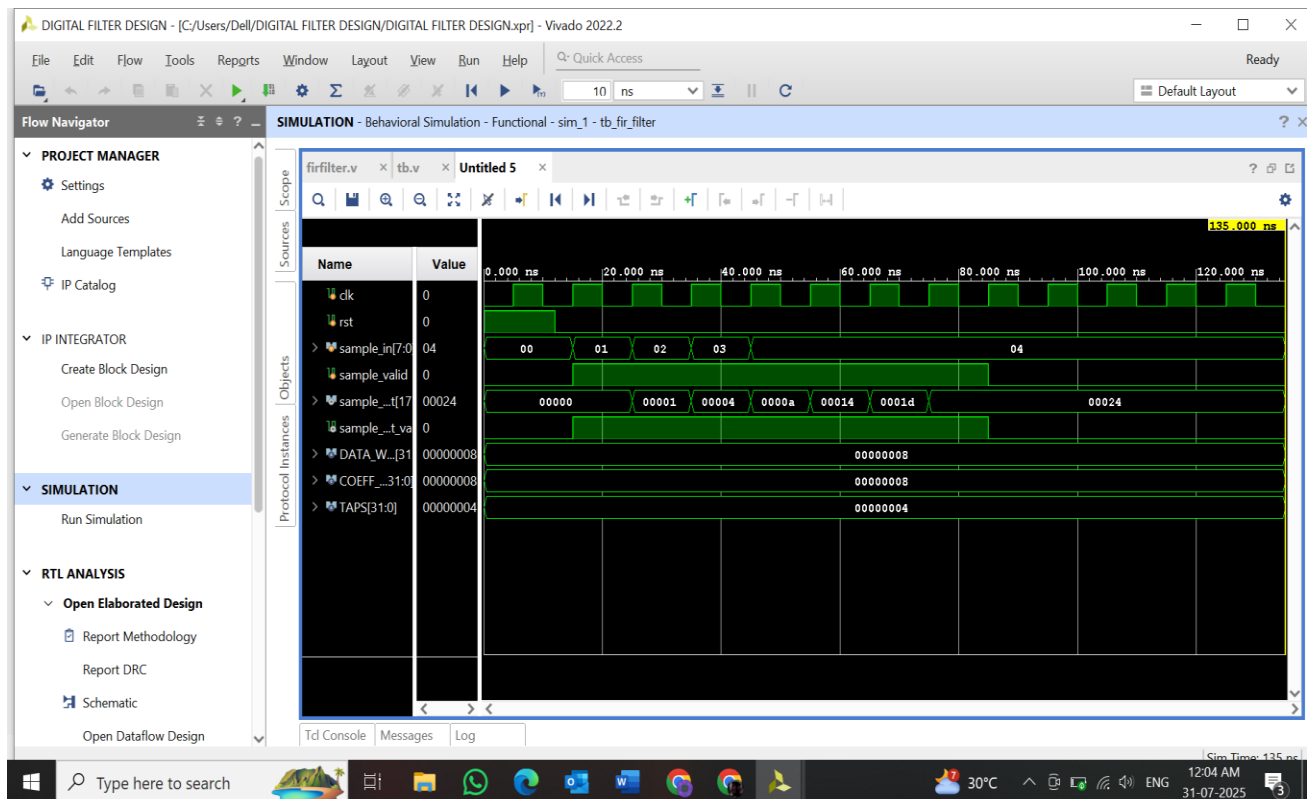 DIGITAL FILTER DESIGN - [C:/Users/Dell/DIGITAL FILTER DESIGN/DIGITAL FILTER DESIGN.xpr] - Vivado 2022.2
File Edit Flow Tools Reports Window Layout View Run Help Quick Access Ready
10 ns Default Layout
Flow Navigator SIMULATION - Behavioral Simulation - Functional - sim_1 - tb_fir_filter
PROJECT MANAGER
Settings
Add Sources
Language Templates
IP Catalog
IP INTEGRATOR
Create Block Design
Open Block Design
Generate Block Design
SIMULATION
Run Simulation
RTL ANALYSIS
Open Elaborated Design
Report Methodology
Report DRC
Schematic
Open Dataflow Design
Scope
Sources
Objects
Protocol Instances
firfilter.v tb.v Untitled 5
135.000 ns
Name Value 0.000 ns 20.000 ns 40.000 ns 60.000 ns 80.000 ns 100.000 ns 120.000 ns
clk 0
rst 0
sample_in[7:0 04 00 01 02 03 04
sample_valid 0
sample_...t[17 00024 00000 00001 00004 0000a 00014 0001d 00024
sample_...t_va 0
DATA_W...[31 00000008 00000008
COEFF_...31:0] 00000008 00000008
TAPS[31:0] 00000004 00000004
Tcl Console Messages Log
Sim Time: 135 ns
Type here to search 30°C ENG 12:04 AM
31-07-2025